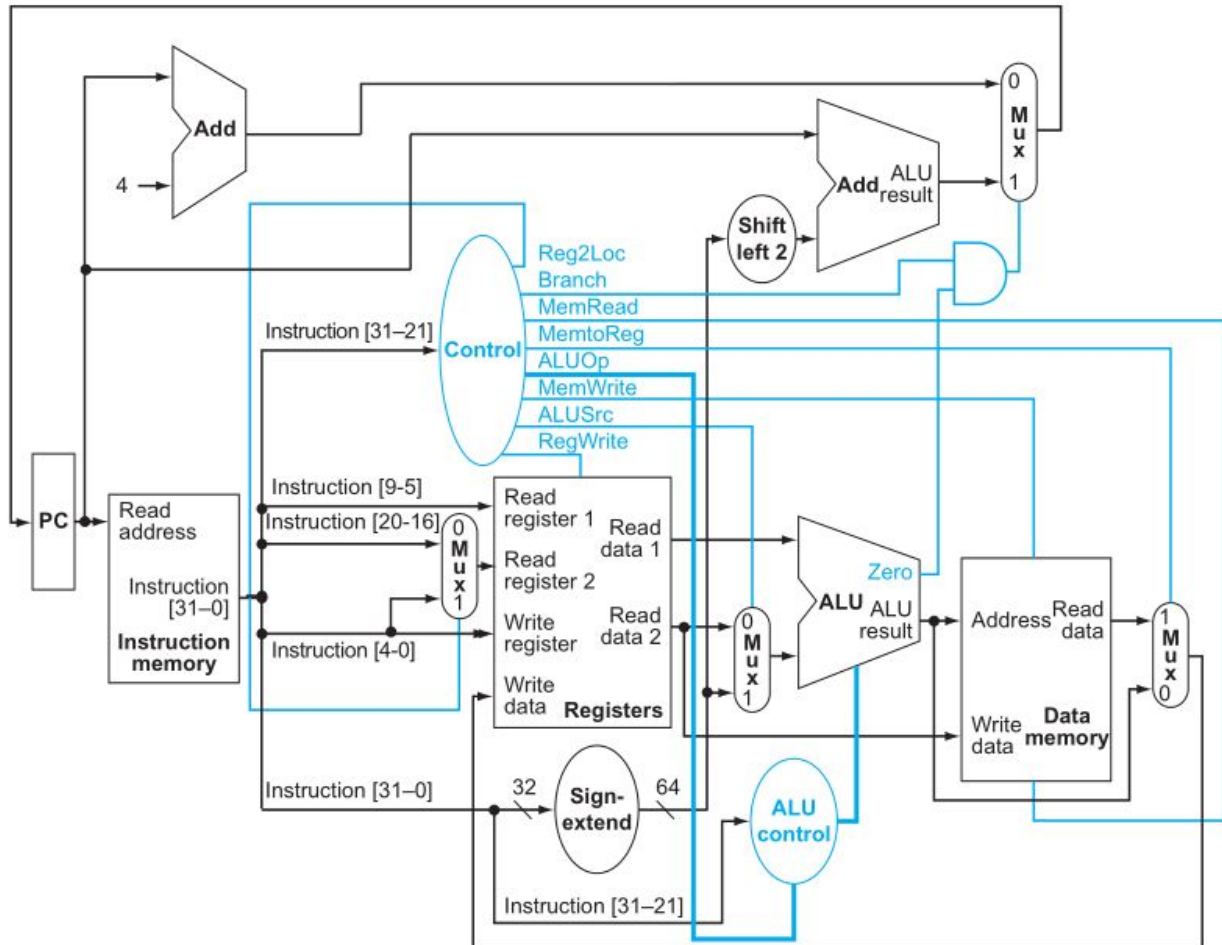 Add
4
0
Mux
1
Add
ALU
result
Shift
left 2
Reg2Loc
Branch
MemRead
MemtoReg
ALUOp
MemWrite
ALUSrc
RegWrite
Instruction [31–21]
Control
PC
Read
address
Instruction
[31–0]
Instruction
memory
Instruction [9-5]
Instruction [20-16]
Instruction [4-0]
0
Mux
1
Read
register 1
Read
register 2
Write
register
Write
data
Read
data 1
Read
data 2
Registers
0
Mux
1
Zero
ALU
ALU
result
Address
Read
data
Write
data
Data
memory
1
Mux
0
Instruction [31–0]
32
Sign-
extend
64
ALU
control
Instruction [31–21]